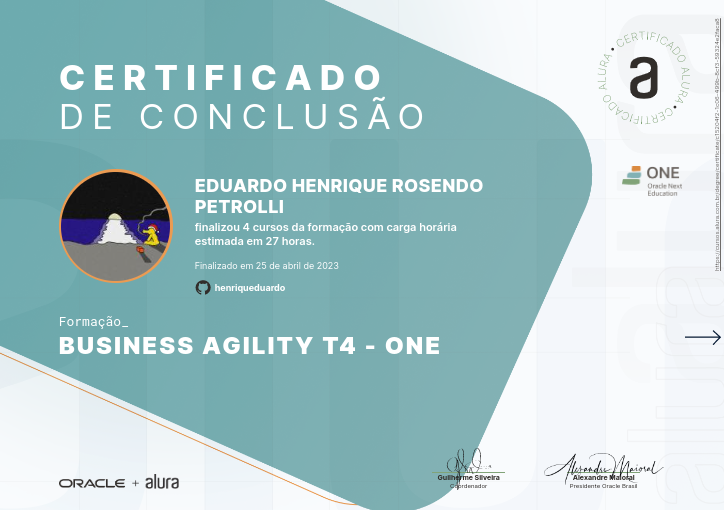 CERTIFICADO
DE CONCLUSÃO
EDUARDO HENRIQUE ROSENDO
PETROLLI
finalizou 4 cursos da formação com carga horária
estimada em 27 horas.
Finalizado em 25 de abril de 2023
henriqueduardo
Formação_
BUSINESS AGILITY T4 - ONE
ORACLE + alura
Guilherme Silveira
Coordenador
Alexandre Maioral
Presidente Oracle Brasil
CERTIFICADO ALURA • CERTIFICADO ALURA •
a
ONE
Oracle Next
Education